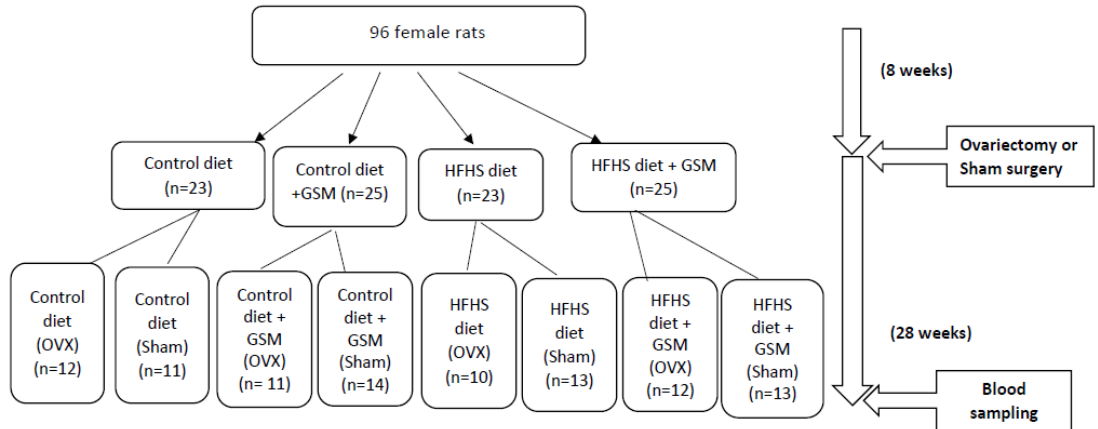 96 female rats
(8 weeks)
Ovariectomy or
Sham surgery
Control diet
(n=23)
Control diet
+GSM (n=25)
HFHS diet
(n=23)
HFHS diet + GSM
(n=25)
Control
diet
(OVX)
(n=12)
Control
diet
(Sham)
(n=11)
Control
diet +
GSM
(OVX)
(n= 11)
Control
diet +
GSM
(Sham)
(n=14)
HFHS
diet
(OVX)
(n=10)
HFHS
diet
(Sham)
(n=13)
HFHS
diet +
GSM
(OVX)
(n=12)
HFHS
diet +
GSM
(Sham)
(n=13)
(28 weeks)
Blood
sampling